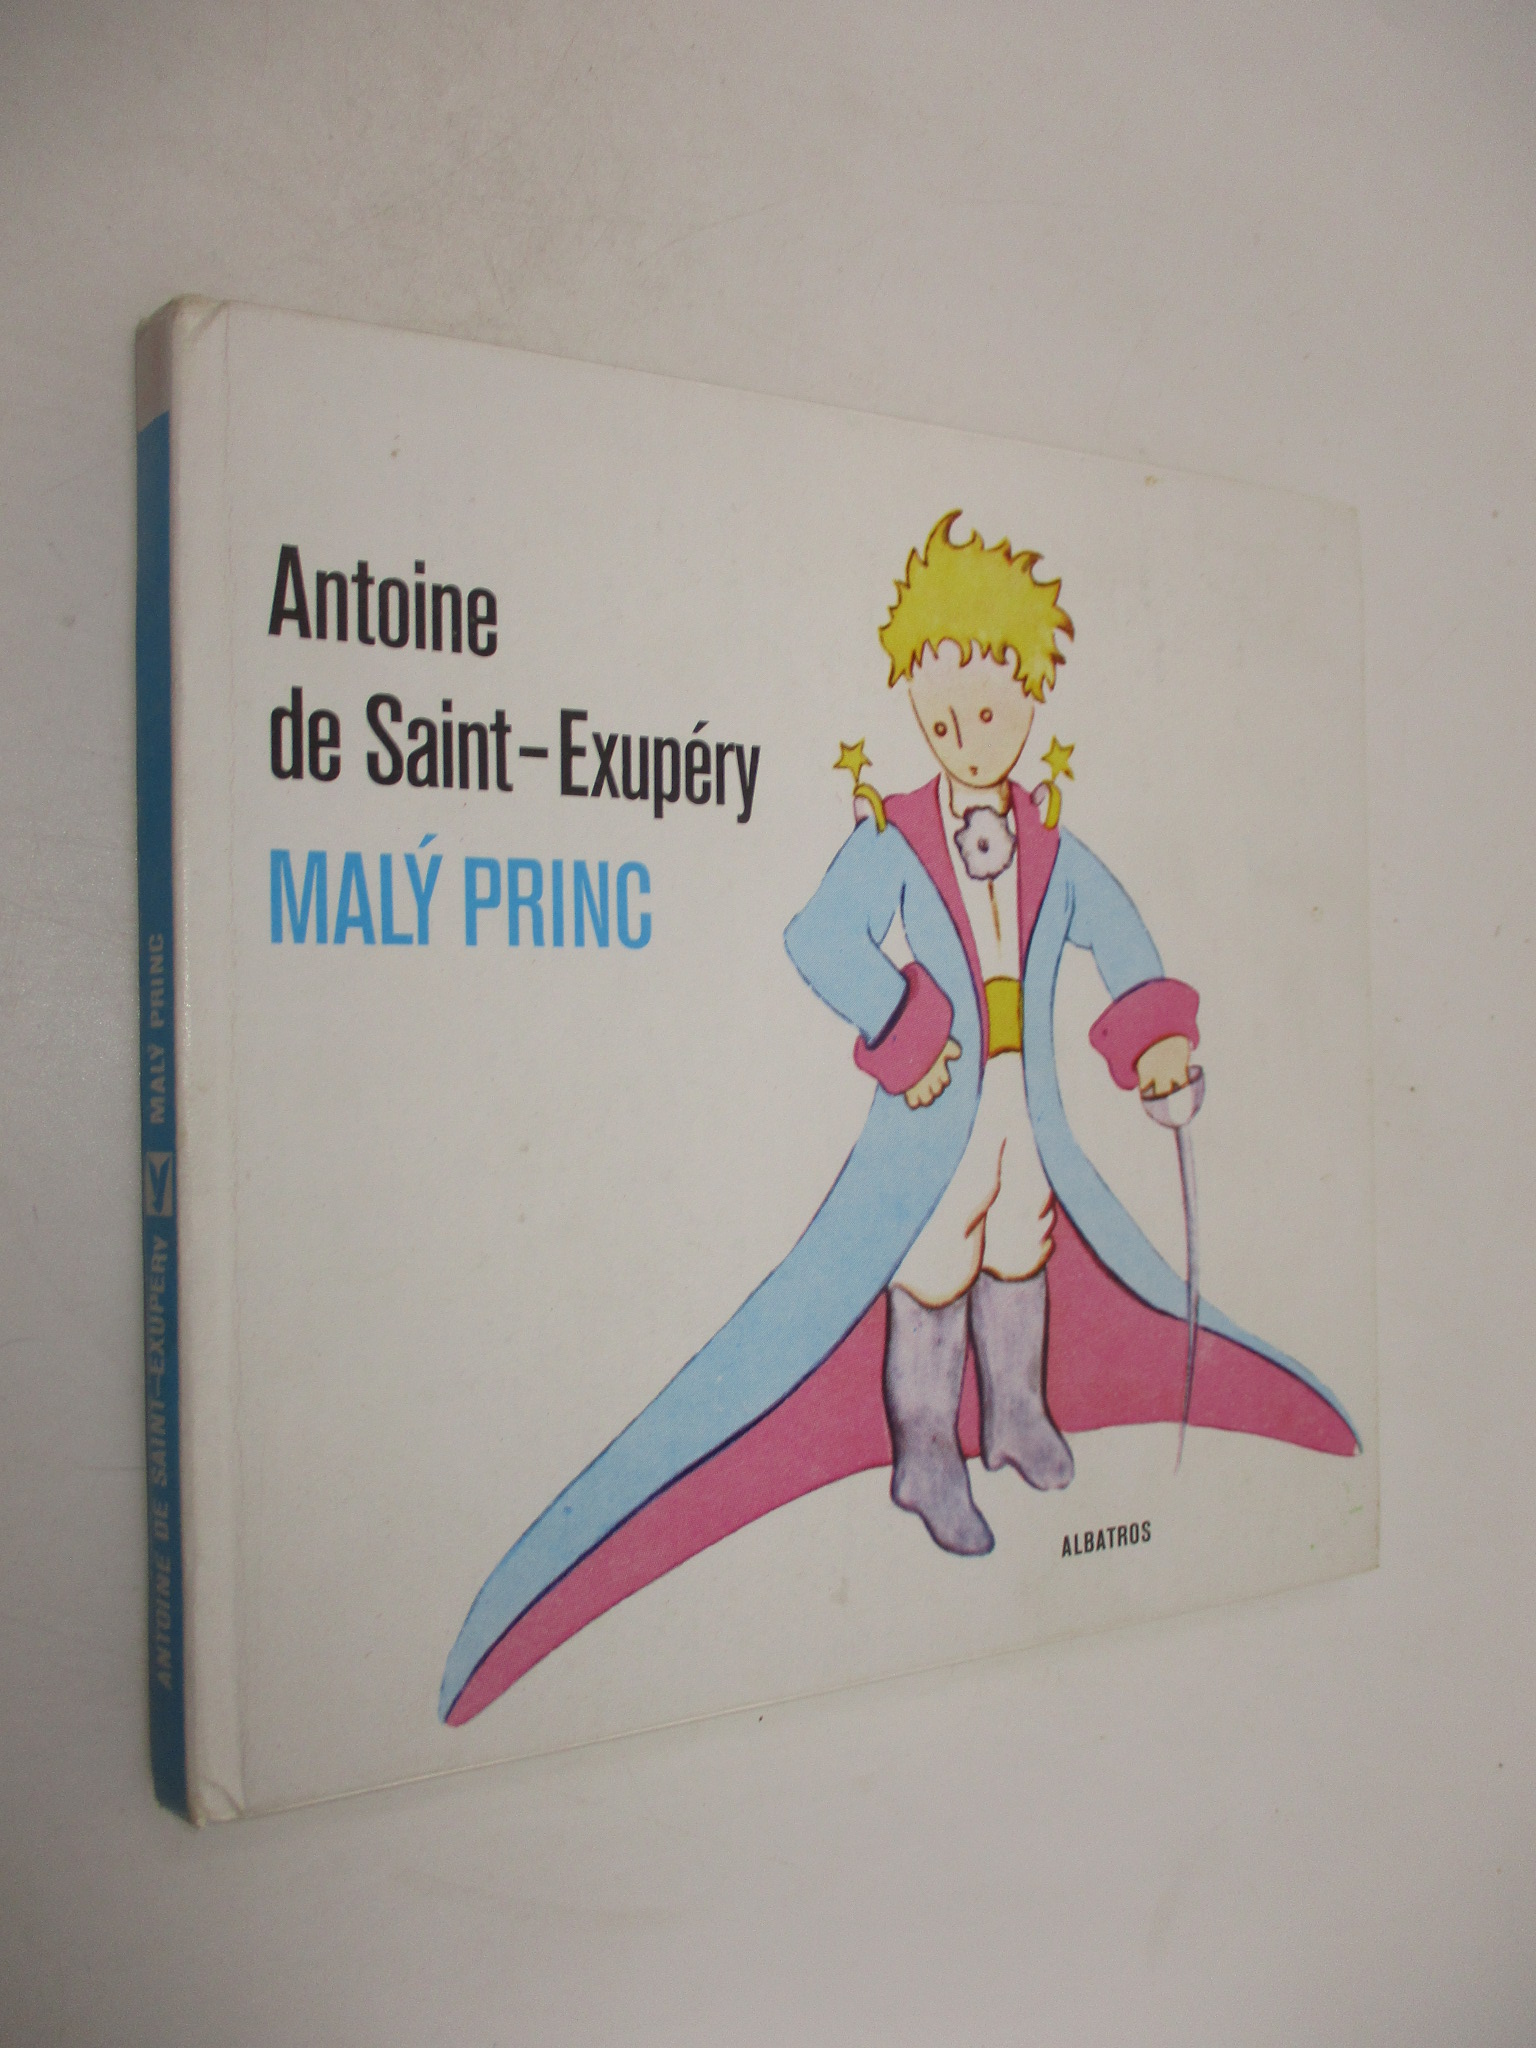 Antoine
de Saint-Exupéry
MALÝ PRINC
ALBATROS
ANTOINE DE SAINT-EXUPÉRY MALÝ PRINC